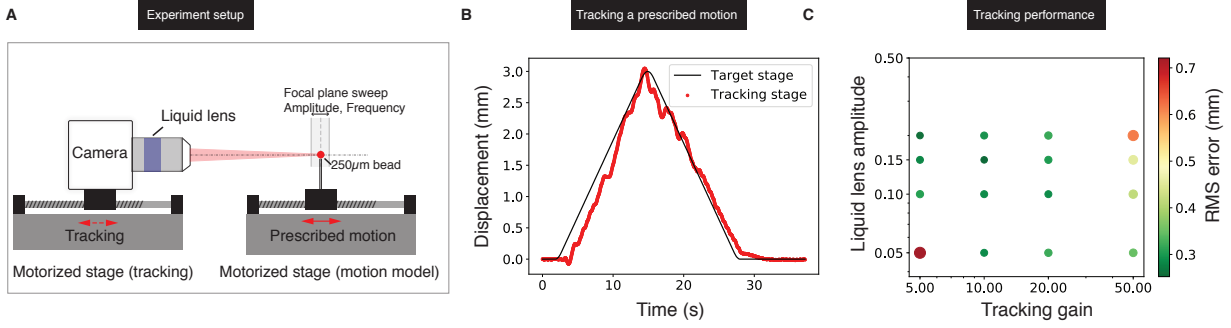 A
Experiment setup
Liquid lens
Focal plane sweep
Amplitude, Frequency
Camera
250µm bead
Tracking
Prescribed motion
Motorized stage (tracking)
Motorized stage (motion model)
B
Tracking a prescribed motion
Displacement (mm)
3.0
2.5
2.0
1.5
1.0
0.5
0.0
Target stage
Tracking stage
0
10
20
30
Time (s)
C
Tracking performance
Liquid lens amplitude
0.50
0.15
0.10
0.05
5.00
10.00
20.00
50.00
Tracking gain
0.7
0.6
0.5
0.4
0.3
RMS error (mm)